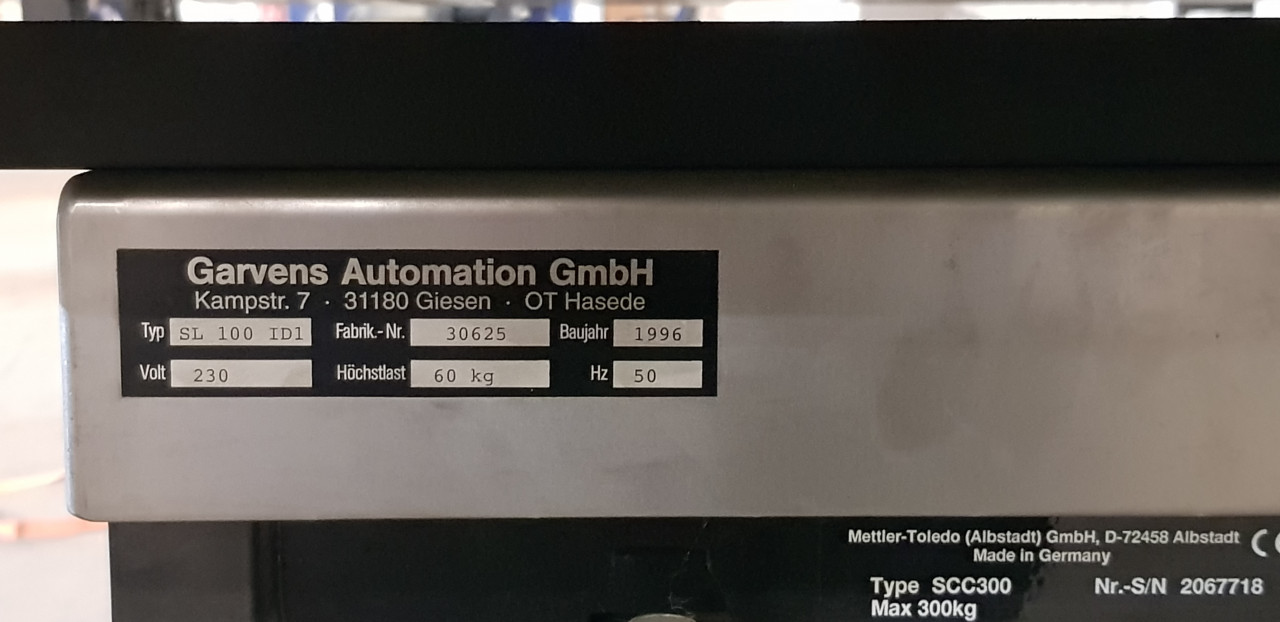 Garvens Automation GmbH
Kampstr. 7 · 31180 Giesen · OT Hasede
Typ SL 100 ID1 Fabrik.-Nr. 30625 Baujahr 1996
Volt 230 Höchstlast 60 kg Hz 50
Mettler-Toledo (Albstadt) GmbH, D-72458 Albstadt
Made in Germany
Type SCC300 Nr.-S/N 2067718
Max 300kg